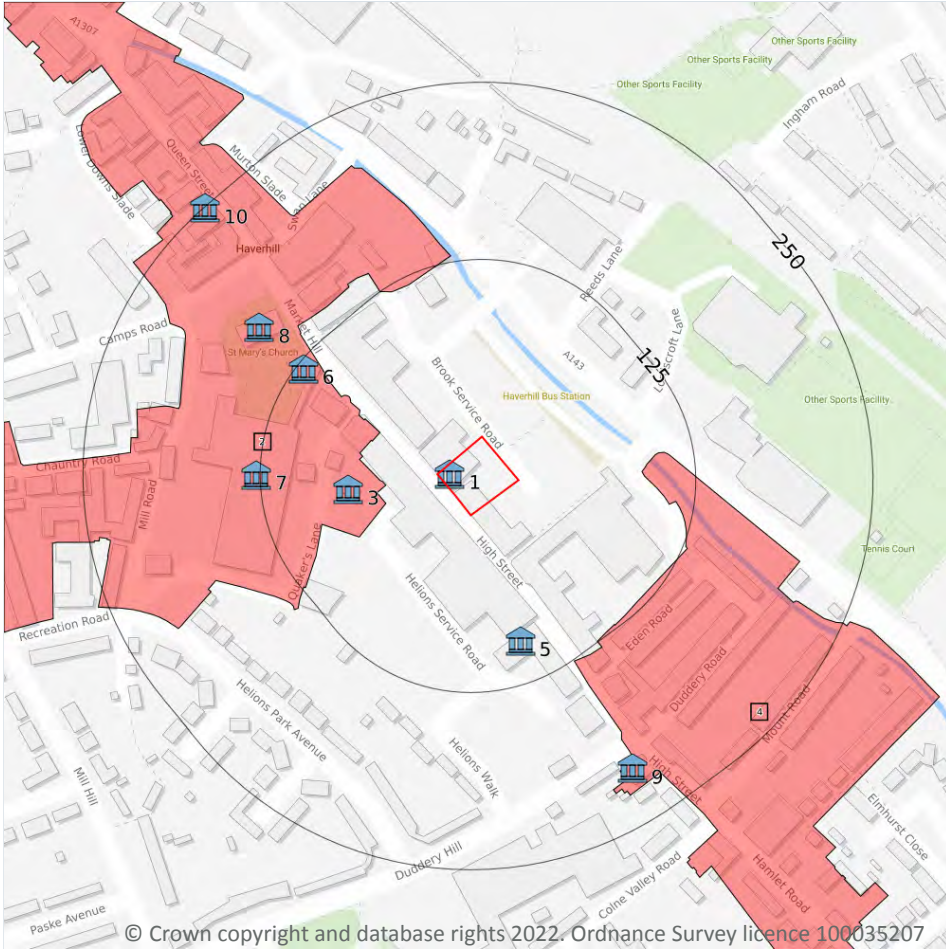 A1307
Other Sports Facility
Other Sports Facility
Other Sports Facility
Ingham Road
Lower Downs Slade
Queen Street
Murton Slade
Swan Lane
10
Haverhill
250
Reeds Lane
Market Hill
Camps Road
8
St Mary's Church
6
Brook Service Road
A143
125
Lordscroft Lane
Haverhill Bus Station
Other Sports Facility
2
Chauntry Road
7
3
1
Mill Road
Quaker's Lane
High Street
Tennis Court
Helions Service Road
Recreation Road
5
Eden Road
Duddery Road
Helions Park Avenue
4
Mount Road
Helions Walk
Mill Hill
9
High Street
Elmhurst Close
Duddery Hill
Colne Valley Road
Hamlet Road
Paske Avenue
© Crown copyright and database rights 2022. Ordnance Survey licence 100035207